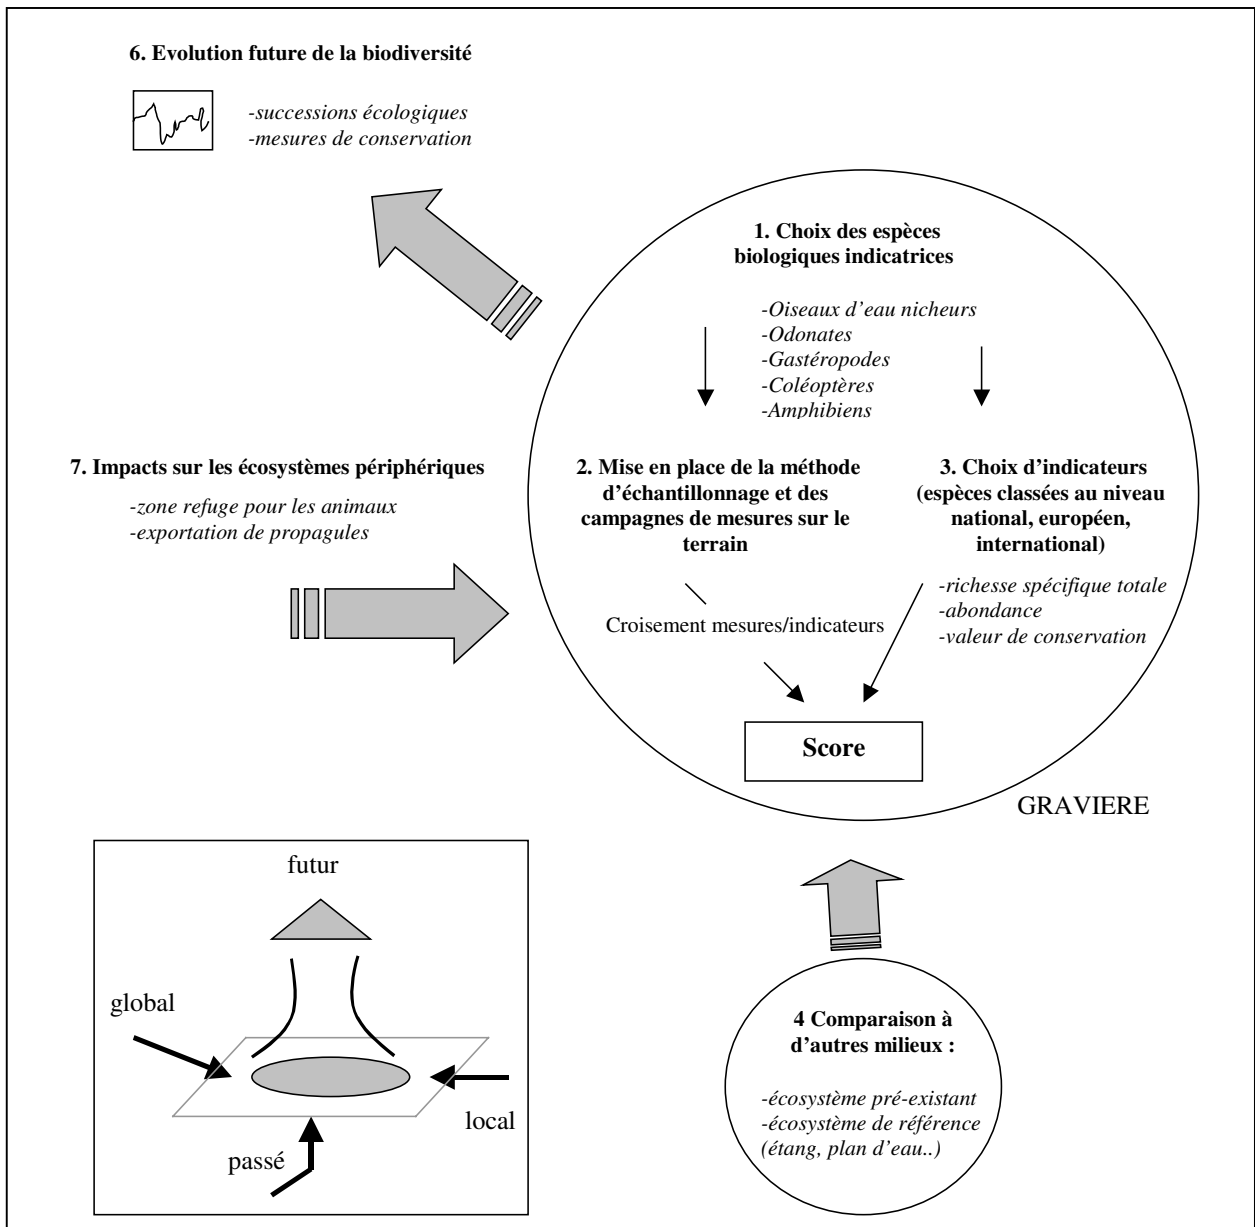 6. Evolution future de la biodiversité
-successions écologiques
-mesures de conservation
1. Choix des espèces
biologiques indicatrices
-Oiseaux d'eau nicheurs
-Odonates
-Gastéropodes
-Coléoptères
-Amphibiens
7. Impacts sur les écosystèmes périphériques
-zone refuge pour les animaux
-exportation de propagules
2. Mise en place de la méthode
d'échantillonnage et des
campagnes de mesures sur le
terrain
3. Choix d'indicateurs
(espèces classées au niveau
national, européen,
international)
-richesse spécifique totale
-abondance
-valeur de conservation
Croisement mesures/indicateurs
Score
GRAVIERE
futur
global
local
passé
4 Comparaison à
d'autres milieux :
-écosystème pré-existant
-écosystème de référence
(étang, plan d'eau..)